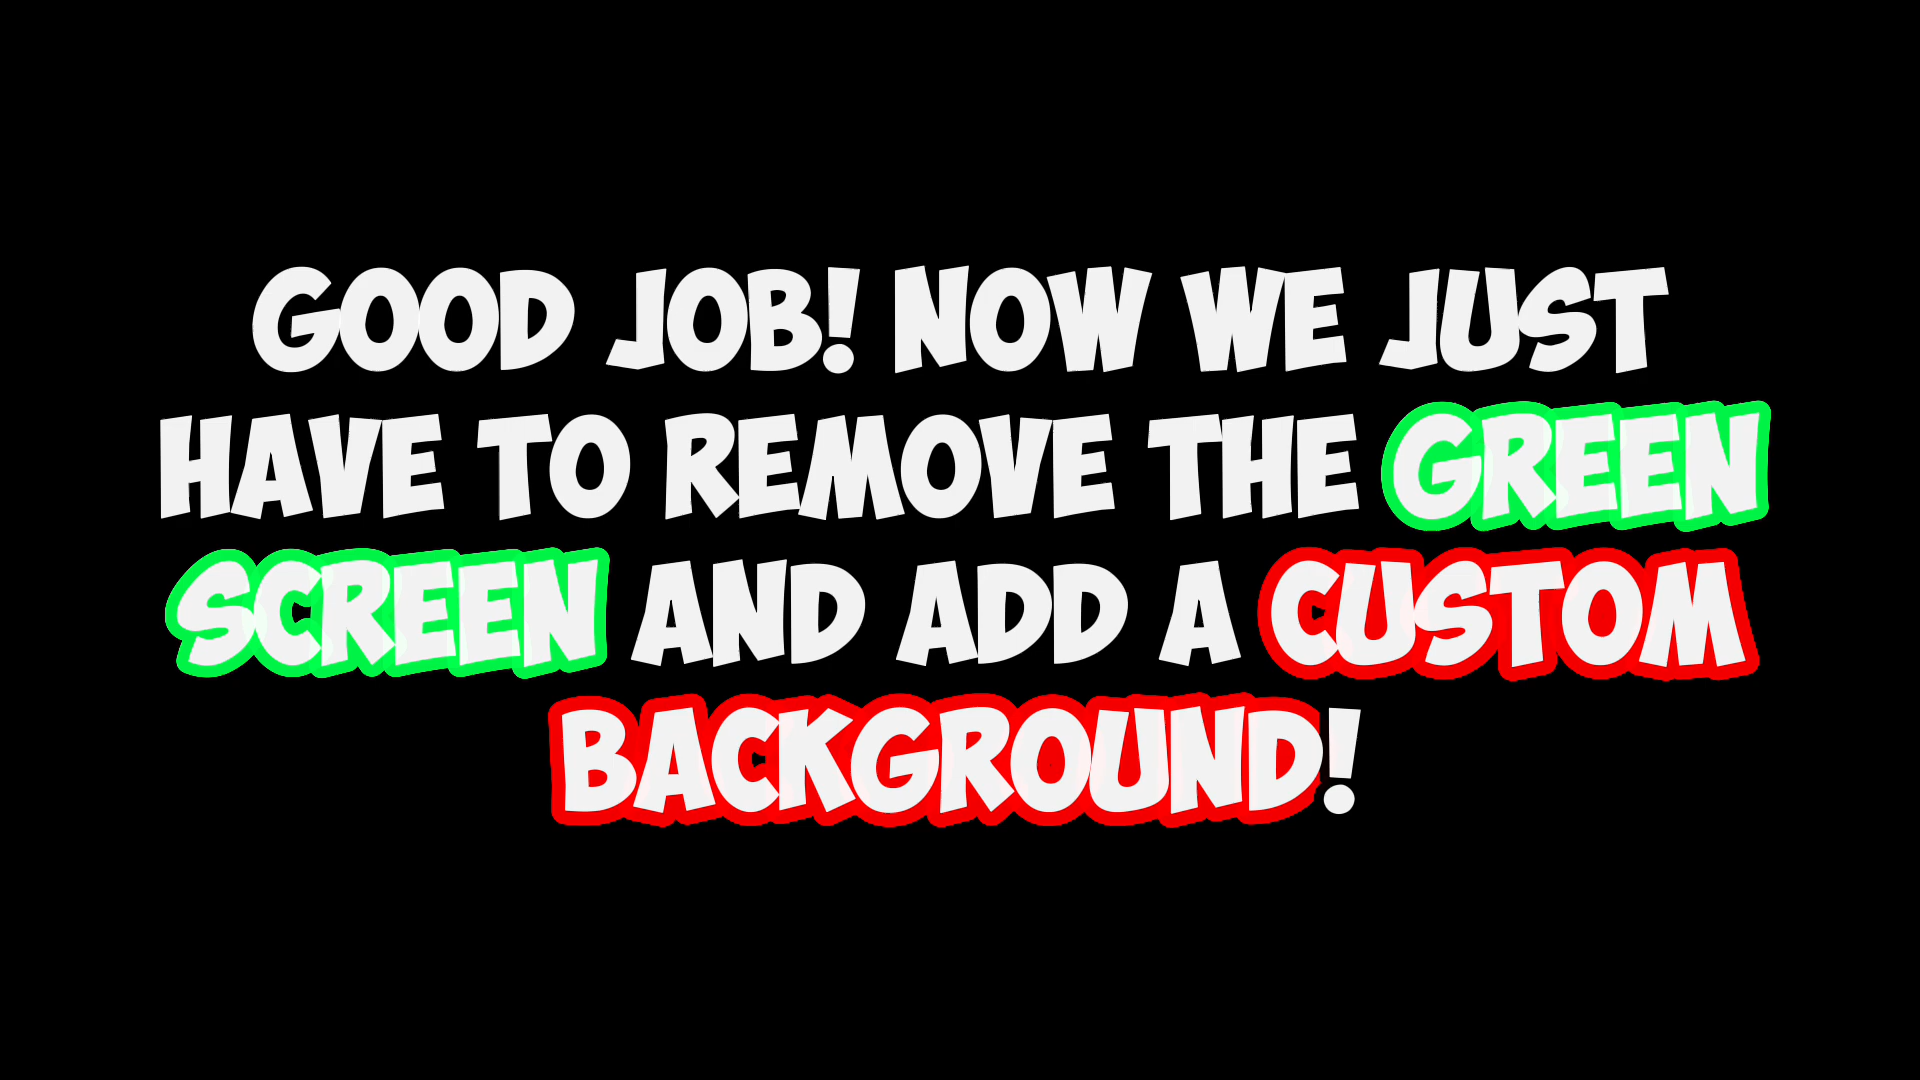 GOOD JOB! NOW WE JUST
HAVE TO REMOVE THE GREEN
SCREEN AND ADD A CUSTOM
BACKGROUND!